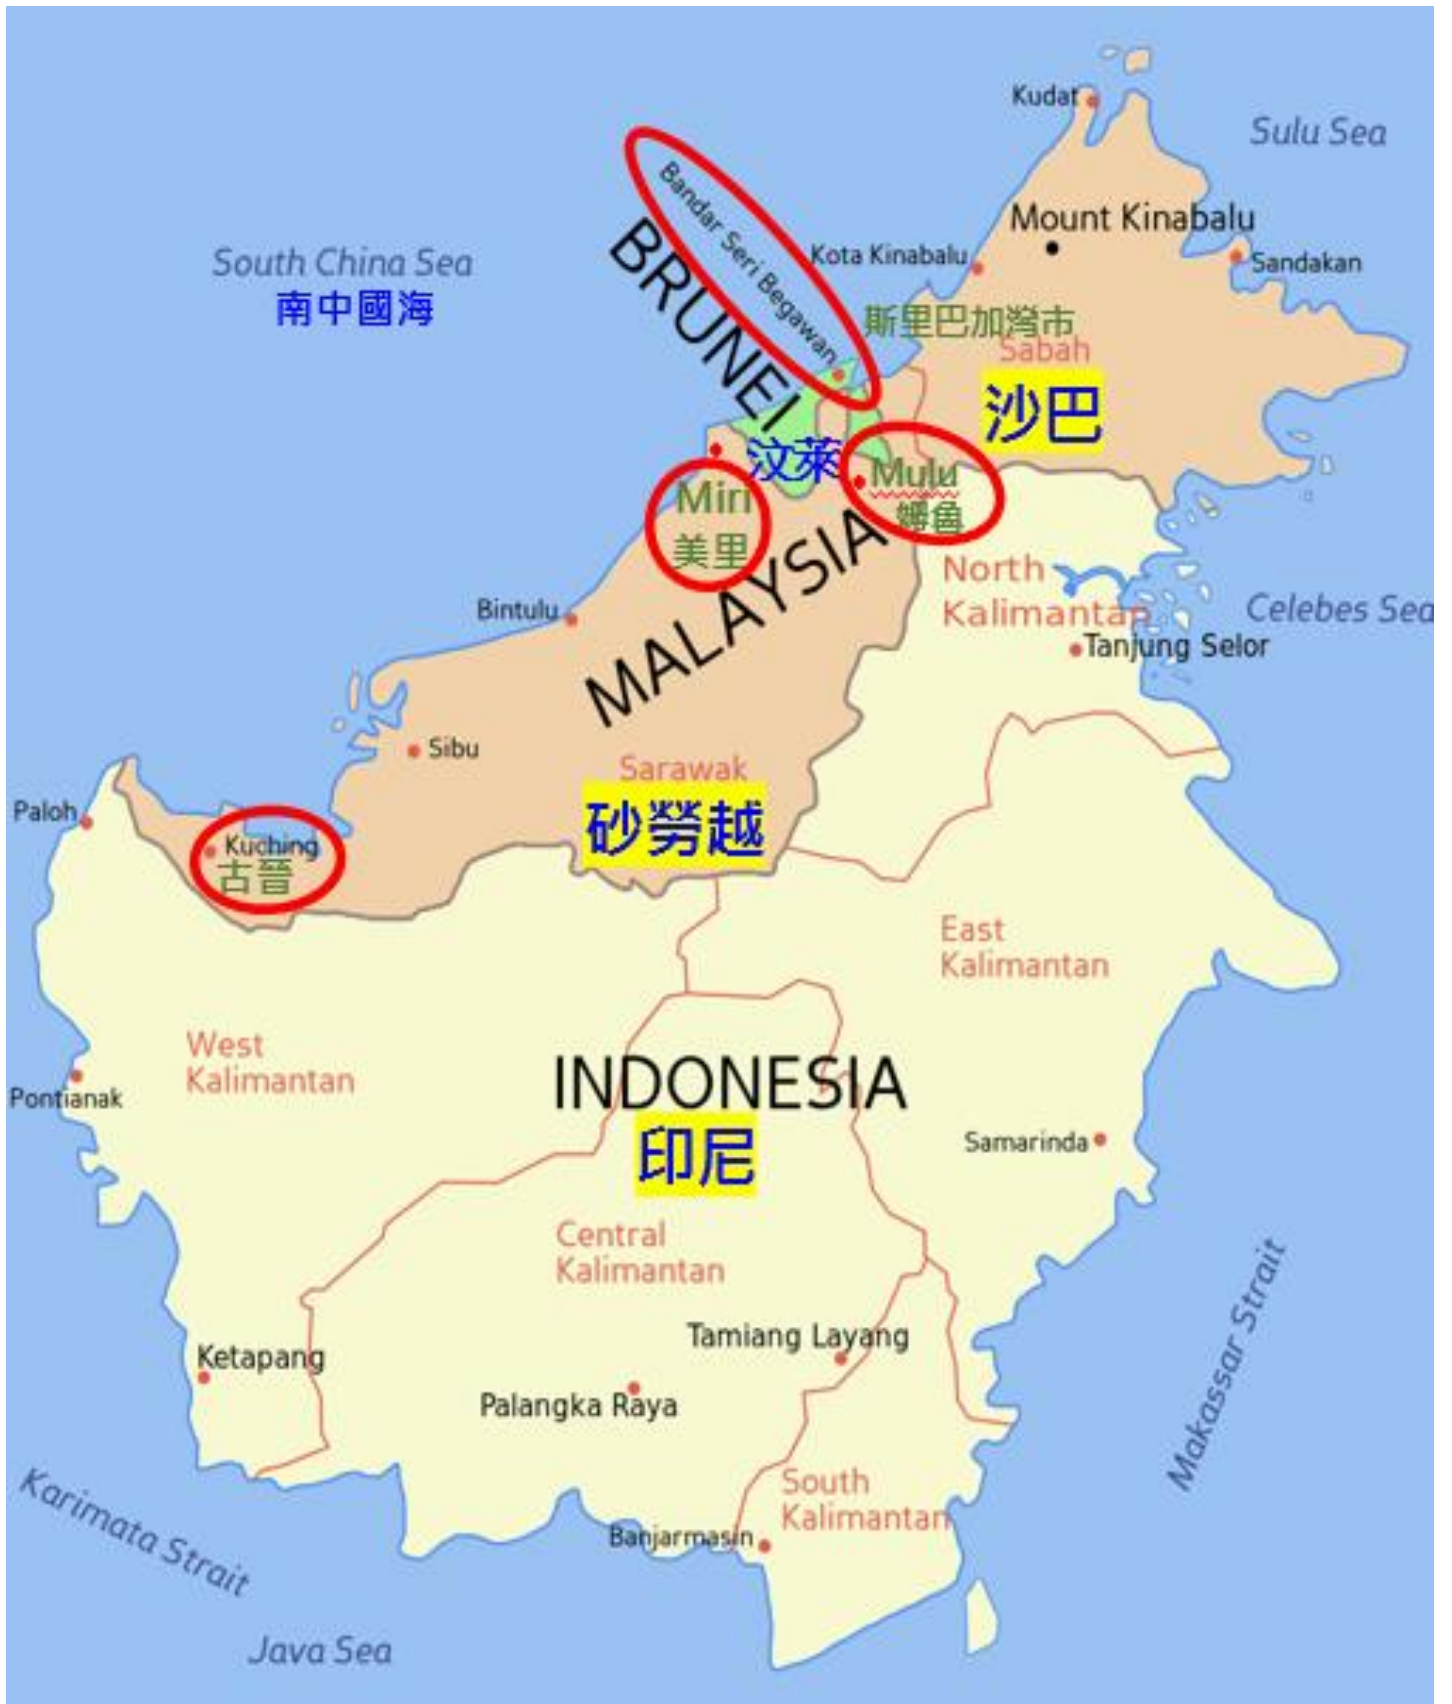 Kudat
Sulu Sea
Bandar Seri Begawan
Mount Kinabalu
BRUNEI
Kota Kinabalu
Sandakan
South China Sea
南中國海
斯里巴加灣市
Sabah
沙巴
汶萊
Mulu
姆魯
Miri
美里
MALAYSIA
North
Kalimantan
Bintulu
Celebes Sea
Tanjung Selor
Sibu
Sarawak
砂勞越
Paloh
Kuching
古晉
East
Kalimantan
West
Kalimantan
INDONESIA
Pontianak
印尼
Samarinda
Central
Kalimantan
Makassar Strait
Tamiang Layang
Ketapang
Palangka Raya
South
Kalimantan
Karimata Strait
Banjarmasin
Java Sea